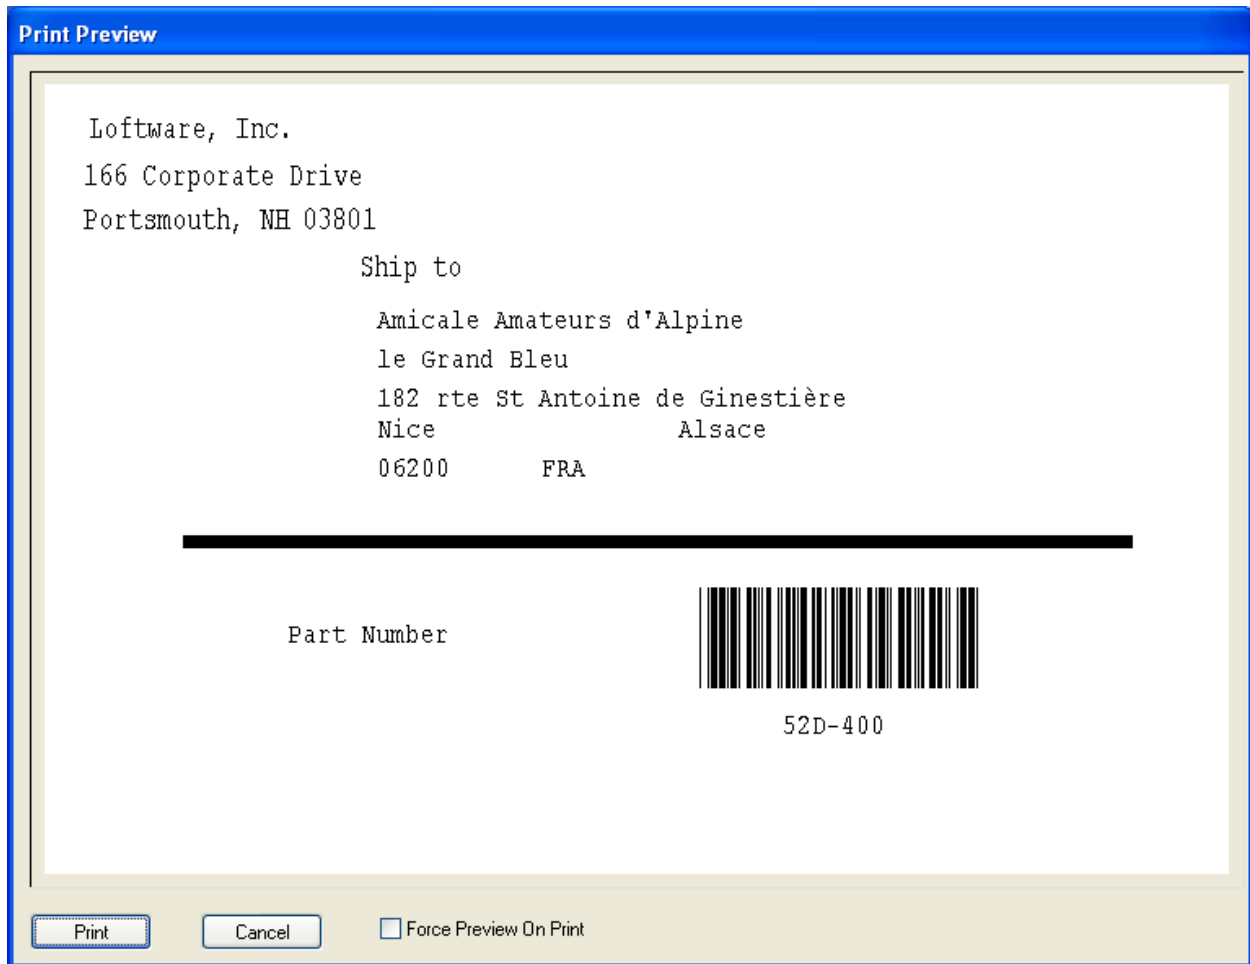 Print Preview
Loftware, Inc.
166 Corporate Drive
Portsmouth, NH 03801
Ship to
Amicale Amateurs d'Alpine
le Grand Bleu
182 rte St Antoine de Ginestière
Nice Alsace
06200 FRA
Part Number
52D-400
Print Cancel Force Preview On Print